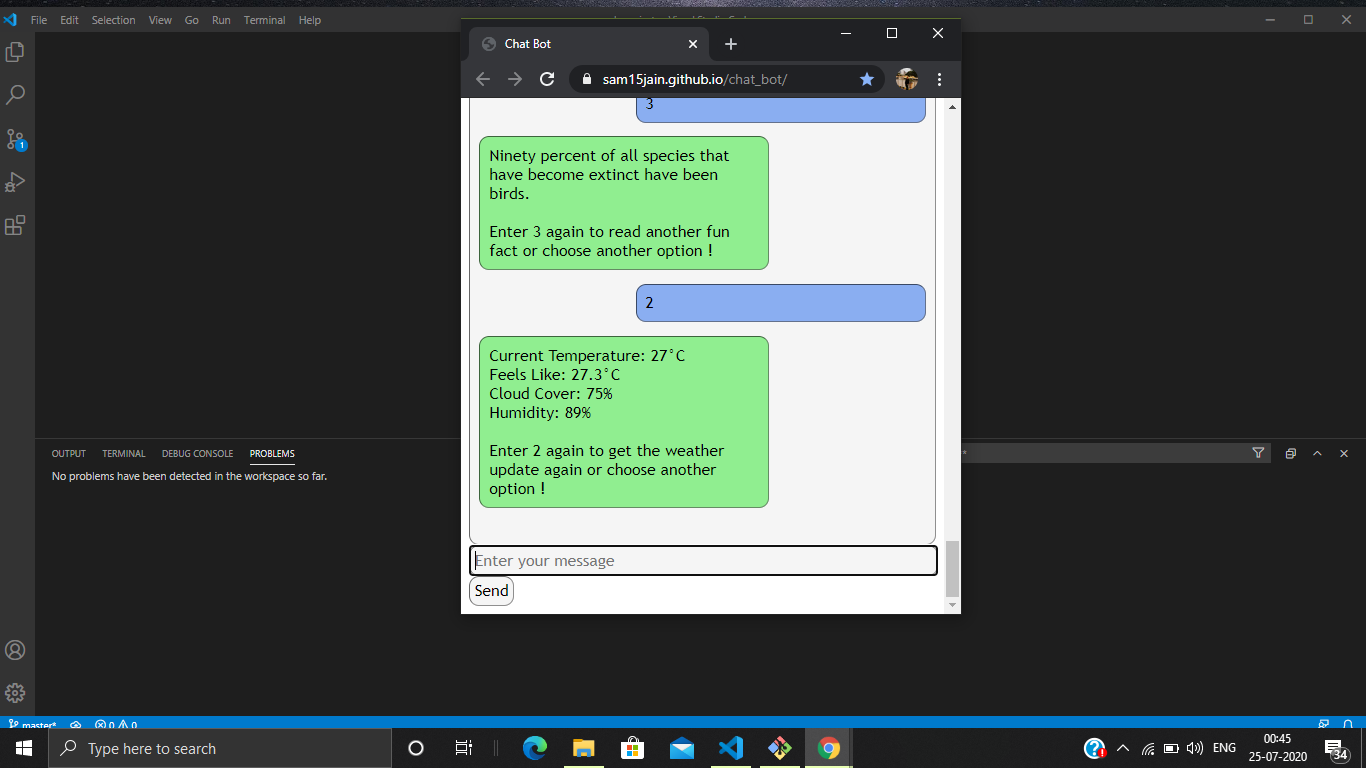 File Edit Selection View Go Run Terminal Help
Chat Bot
sam15jain.github.io/chat_bot/
3
Ninety percent of all species that
have become extinct have been
birds.
Enter 3 again to read another fun
fact or choose another option !
2
Current Temperature: 27°C
Feels Like: 27.3°C
Cloud Cover: 75%
Humidity: 89%
Enter 2 again to get the weather
update again or choose another
option !
Enter your message
Send
1
OUTPUT TERMINAL DEBUG CONSOLE PROBLEMS
No problems have been detected in the workspace so far.
master* 0 0
Type here to search
ENG
00:45
25-07-2020
34